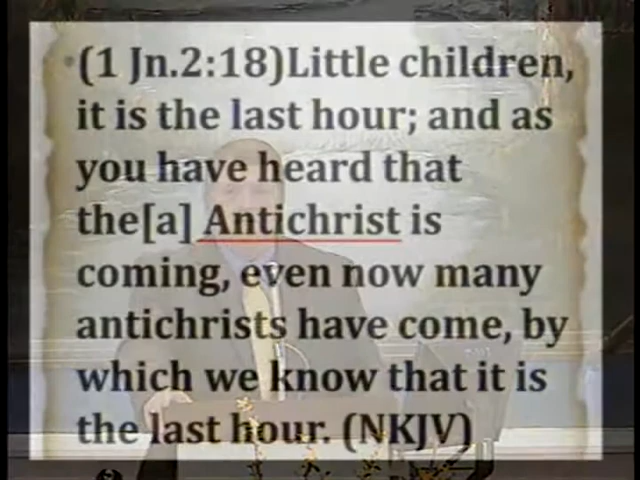 (1 Jn.2:18)Little children,
it is the last hour; and as
you have heard that
the[a] Antichrist is
coming, even now many
antichrists have come, by
which we know that it is
the last hour. (NKJV)